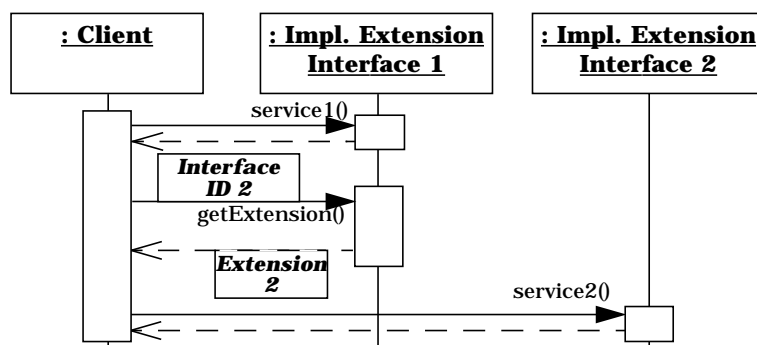 : Client
: Impl. Extension
Interface 1
: Impl. Extension
Interface 2
service1()
Interface
ID 2
getExtension()
Extension
2
service2()